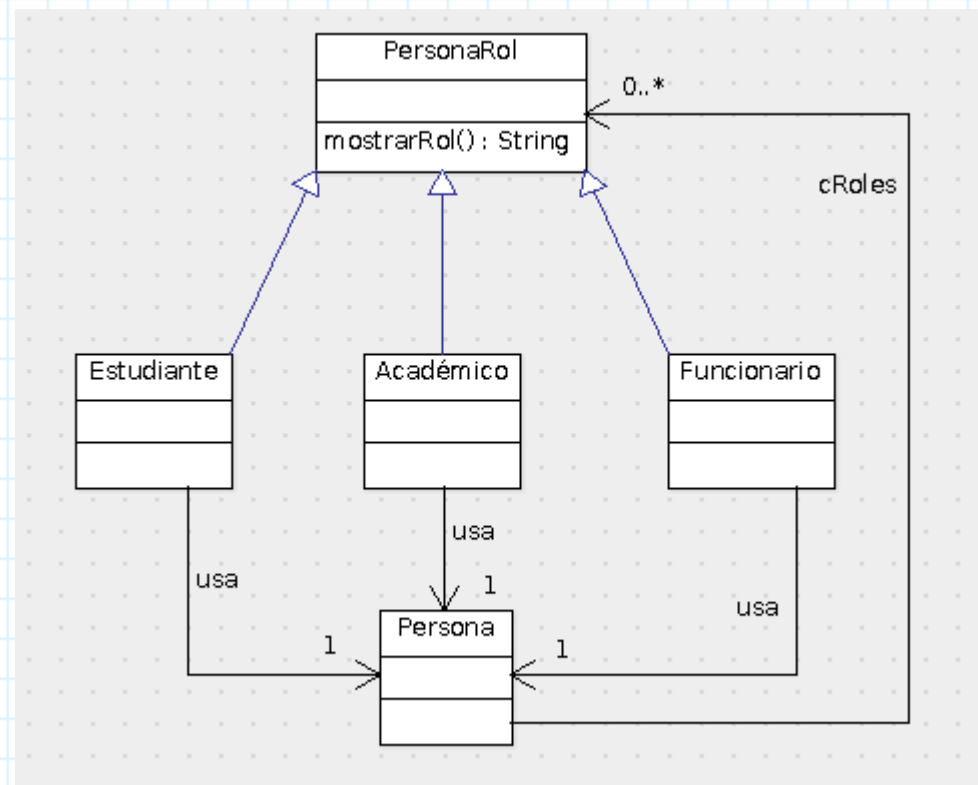 PersonaRol
0..*
mostrarRol() : String
cRoles
Estudiante
Académico
Funcionario
usa
usa
usa
1
Persona
1
1